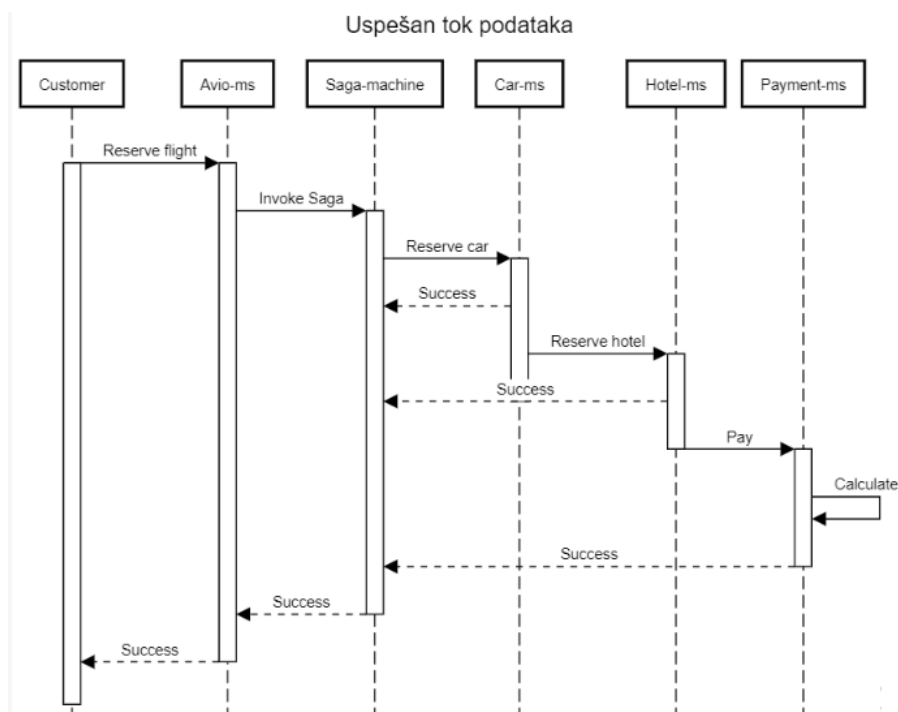 Uspešan tok podataka
Customer
Avio-ms
Saga-machine
Car-ms
Hotel-ms
Payment-ms
Reserve flight
Invoke Saga
Reserve car
Success
Reserve hotel
Success
Pay
Calculate
Success
Success
Success